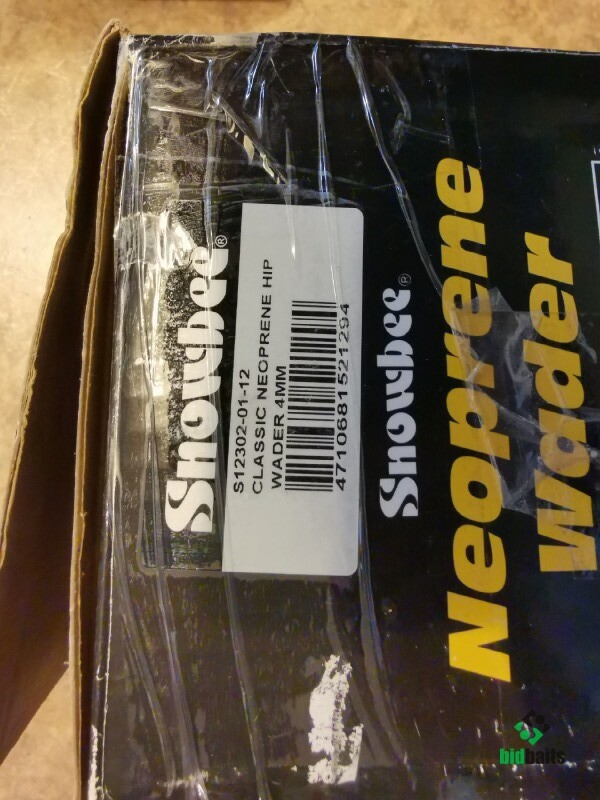 Snowbee®
S12302-01-12
CLASSIC NEOPRENE HIP
WADER 4MM
4710681521294
Snowbee®
Neoprene
Wader
bidbaits